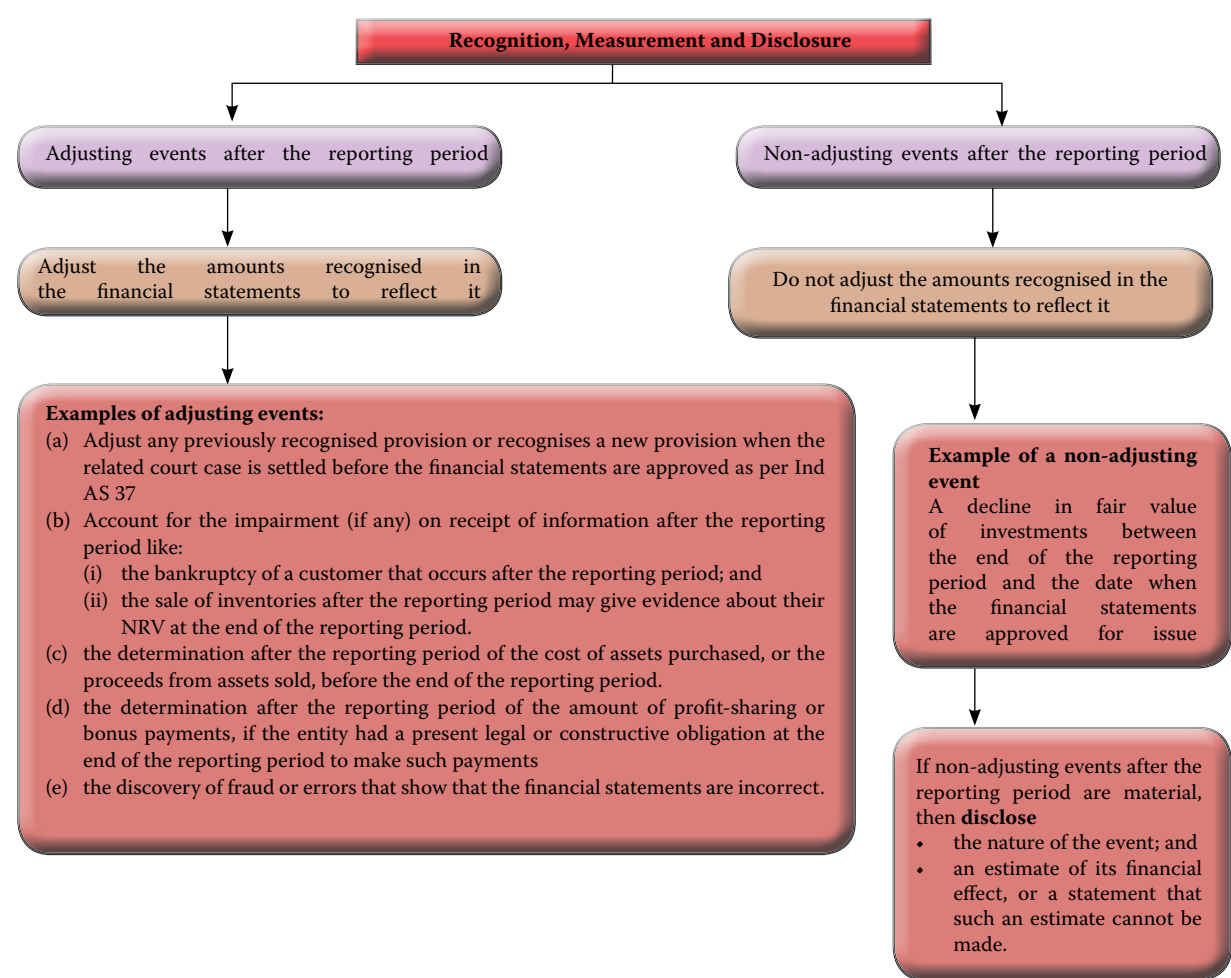 Recognition, Measurement and Disclosure
Adjusting events after the reporting period
Non-adjusting events after the reporting period
Adjust the amounts recognised in
the financial statements to reflect it
Do not adjust the amounts recognised in the
financial statements to reflect it
Examples of adjusting events:
(a) Adjust any previously recognised provision or recognises a new provision when the
related court case is settled before the financial statements are approved as per Ind
AS 37
(b) Account for the impairment (if any) on receipt of information after the reporting
period like:
(i) the bankruptcy of a customer that occurs after the reporting period; and
(ii) the sale of inventories after the reporting period may give evidence about their
NRV at the end of the reporting period.
(c) the determination after the reporting period of the cost of assets purchased, or the
proceeds from assets sold, before the end of the reporting period.
(d) the determination after the reporting period of the amount of profit-sharing or
bonus payments, if the entity had a present legal or constructive obligation at the
end of the reporting period to make such payments
(e) the discovery of fraud or errors that show that the financial statements are incorrect.
Example of a non-adjusting
event
A decline in fair value
of investments between
the end of the reporting
period and the date when
the financial statements
are approved for issue
If non-adjusting events after the
reporting period are material,
then disclose
• the nature of the event; and
• an estimate of its financial
effect, or a statement that
such an estimate cannot be
made.